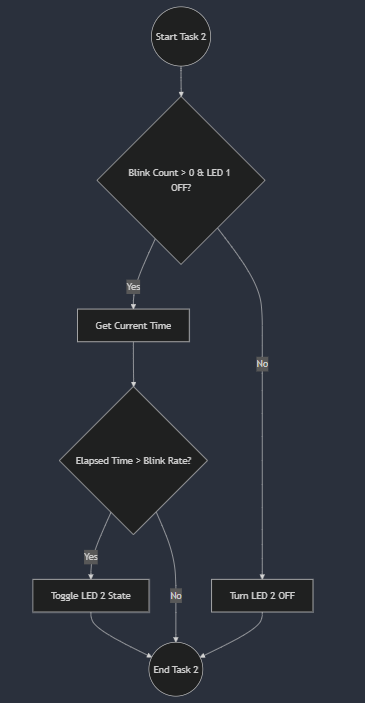 Start Task 2
Blink Count > 0 & LED 1
OFF?
Yes
Get Current Time
No
Elapsed Time > Blink Rate?
Yes
Toggle LED 2 State
No
Turn LED 2 OFF
End Task 2